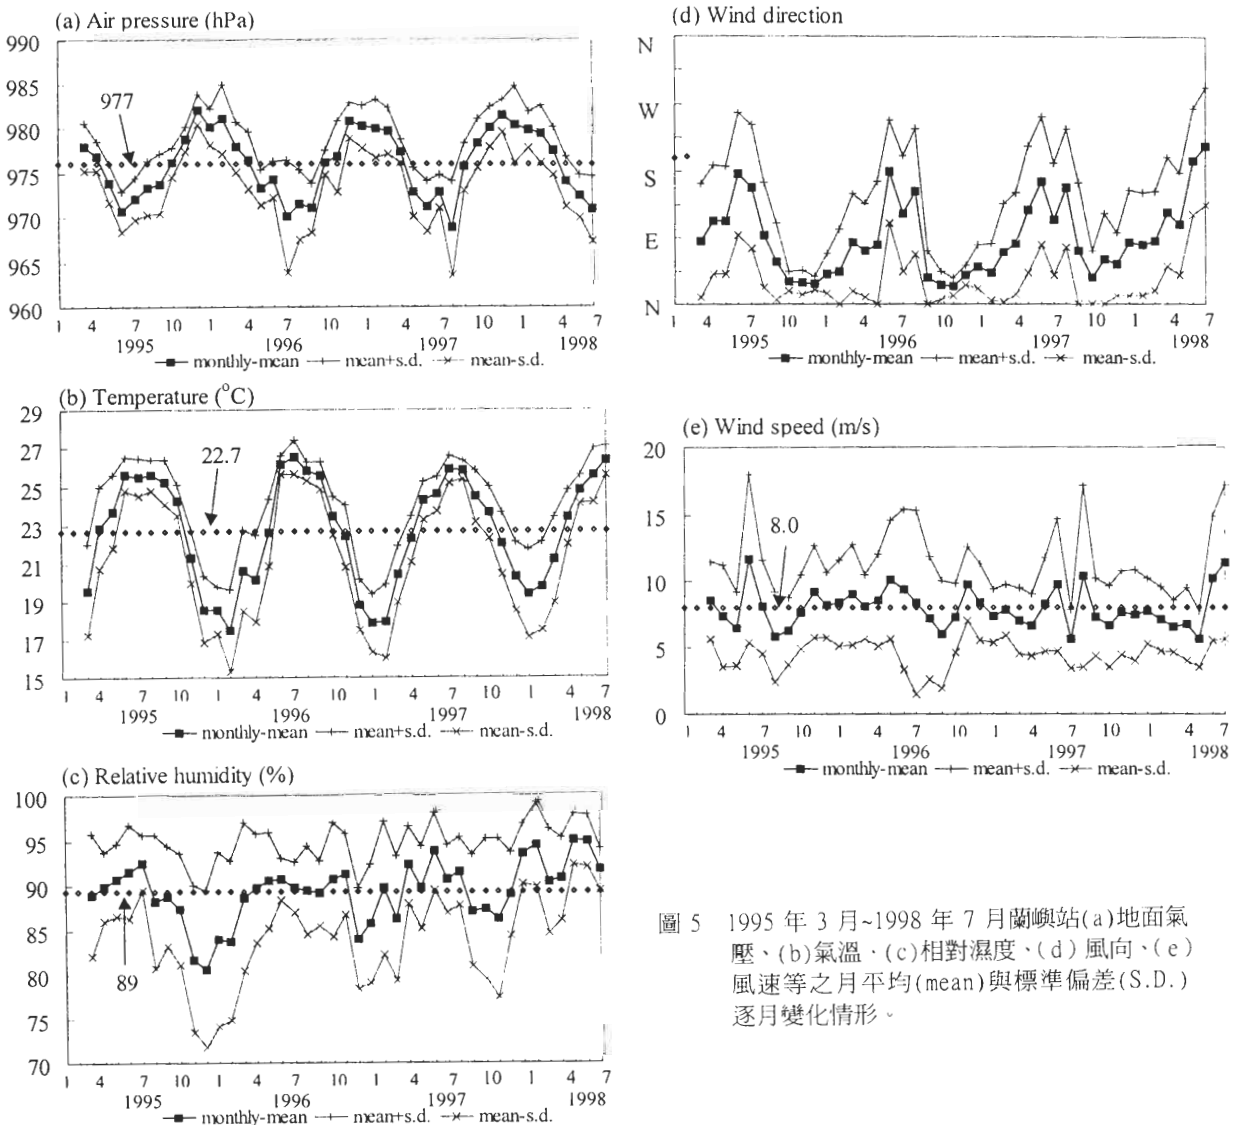 (a) Air pressure (hPa)
990
985
980
975
970
965
960
977
1 4 7 10 1 4 7 10 1 4 7 10 1 4 7
1995 1996 1997 1998
monthly-mean mean+s.d. mean-s.d.
(b) Temperature (°C)
29
27
25
23
21
19
17
15
22.7
1 4 7 10 1 4 7 10 1 4 7 10 1 4 7
1995 1996 1997 1998
monthly-mean mean+s.d. mean-s.d.
(c) Relative humidity (%)
100
95
90
85
80
75
70
89
1 4 7 10 1 4 7 10 1 4 7 10 1 4 7
1995 1996 1997 1998
monthly-mean mean+s.d. mean-s.d.
(d) Wind direction
N
W
S
E
N
1 4 7 10 1 4 7 10 1 4 7 10 1 4 7
1995 1996 1997 1998
monthly-mean mean+s.d. mean-s.d.
(e) Wind speed (m/s)
20
15
10
5
0
8.0
1 4 7 10 1 4 7 10 1 4 7 10 1 4 7
1995 1996 1997 1998
monthly-mean mean+s.d. mean-s.d.
圖 5 1995 年 3 月~1998 年 7 月蘭嶼站(a)地面氣
壓、(b)氣溫、(c)相對濕度、(d) 風向、(e)
風速等之月平均(mean)與標準偏差(S.D.)
逐月變化情形。